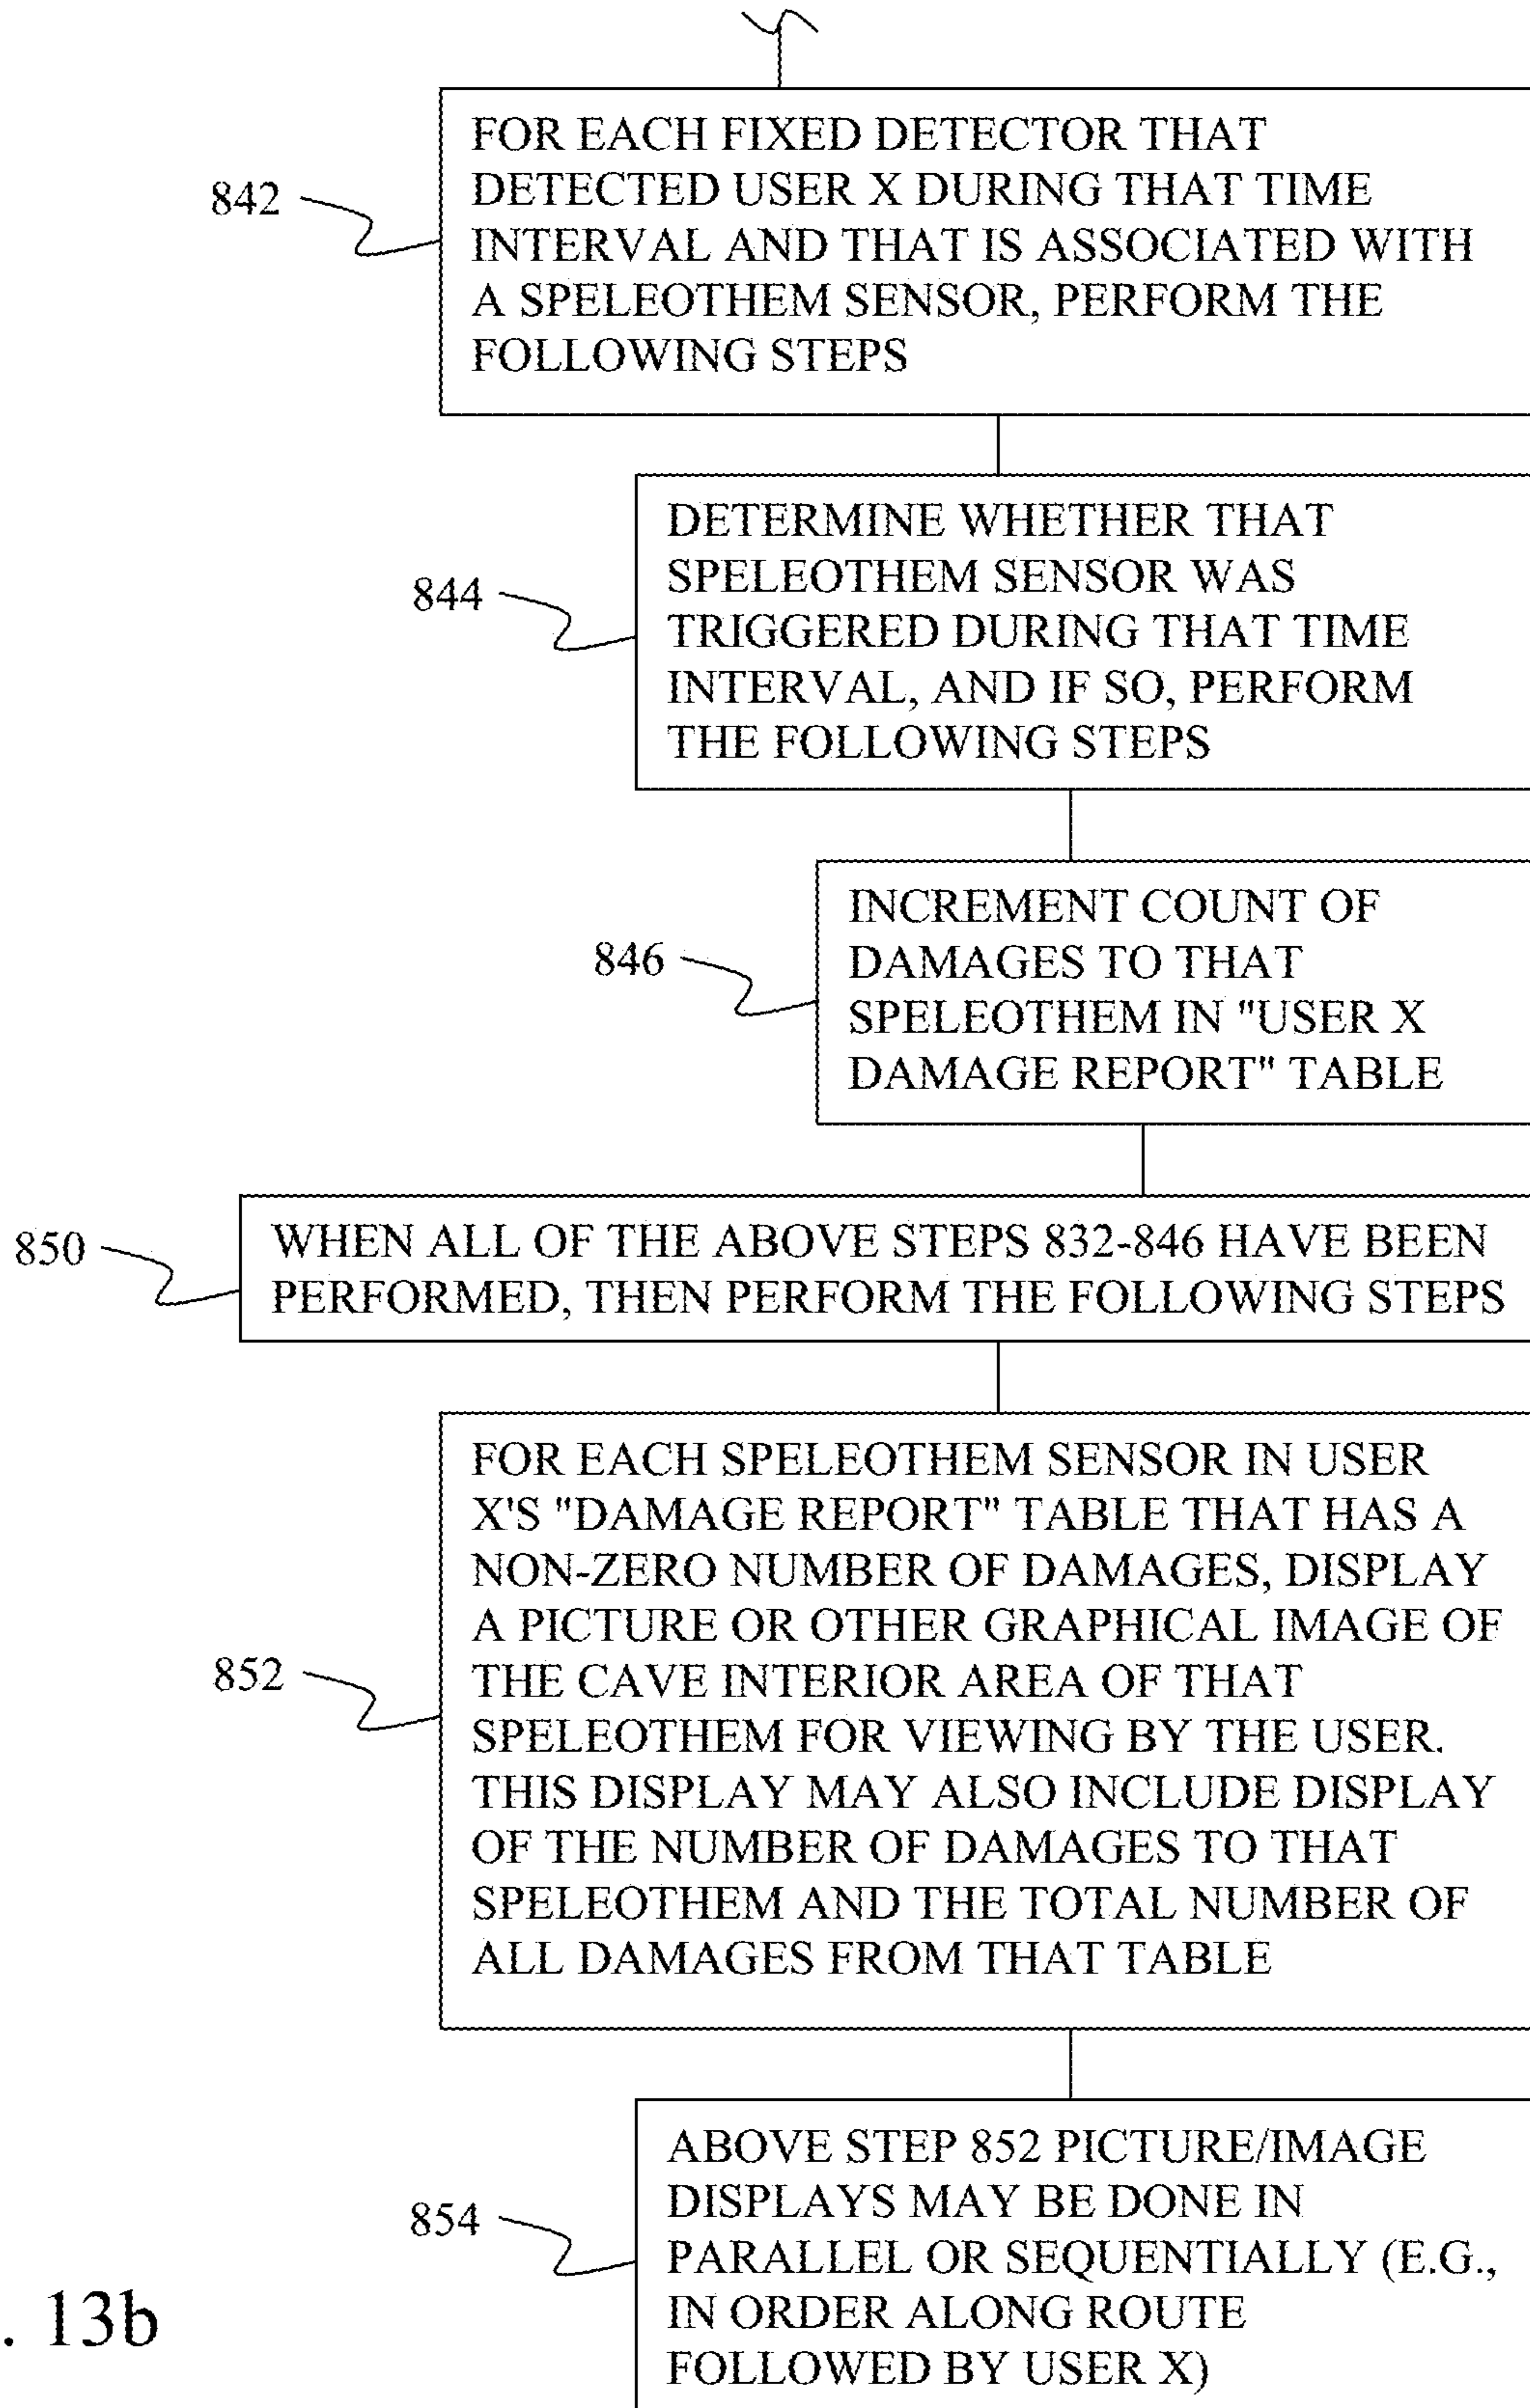 842
FOR EACH FIXED DETECTOR THAT
DETECTED USER X DURING THAT TIME
INTERVAL AND THAT IS ASSOCIATED WITH
A SPELEOTHEM SENSOR, PERFORM THE
FOLLOWING STEPS
844
DETERMINE WHETHER THAT
SPELEOTHEM SENSOR WAS
TRIGGERED DURING THAT TIME
INTERVAL, AND IF SO, PERFORM
THE FOLLOWING STEPS
846
INCREMENT COUNT OF
DAMAGES TO THAT
SPELEOTHEM IN "USER X
DAMAGE REPORT" TABLE
850
WHEN ALL OF THE ABOVE STEPS 832-846 HAVE BEEN
PERFORMED, THEN PERFORM THE FOLLOWING STEPS
852
FOR EACH SPELEOTHEM SENSOR IN USER
X'S "DAMAGE REPORT" TABLE THAT HAS A
NON-ZERO NUMBER OF DAMAGES, DISPLAY
A PICTURE OR OTHER GRAPHICAL IMAGE OF
THE CAVE INTERIOR AREA OF THAT
SPELEOTHEM FOR VIEWING BY THE USER.
THIS DISPLAY MAY ALSO INCLUDE DISPLAY
OF THE NUMBER OF DAMAGES TO THAT
SPELEOTHEM AND THE TOTAL NUMBER OF
ALL DAMAGES FROM THAT TABLE
854
ABOVE STEP 852 PICTURE/IMAGE
DISPLAYS MAY BE DONE IN
PARALLEL OR SEQUENTIALLY (E.G.,
IN ORDER ALONG ROUTE
FOLLOWED BY USER X)
. 13b